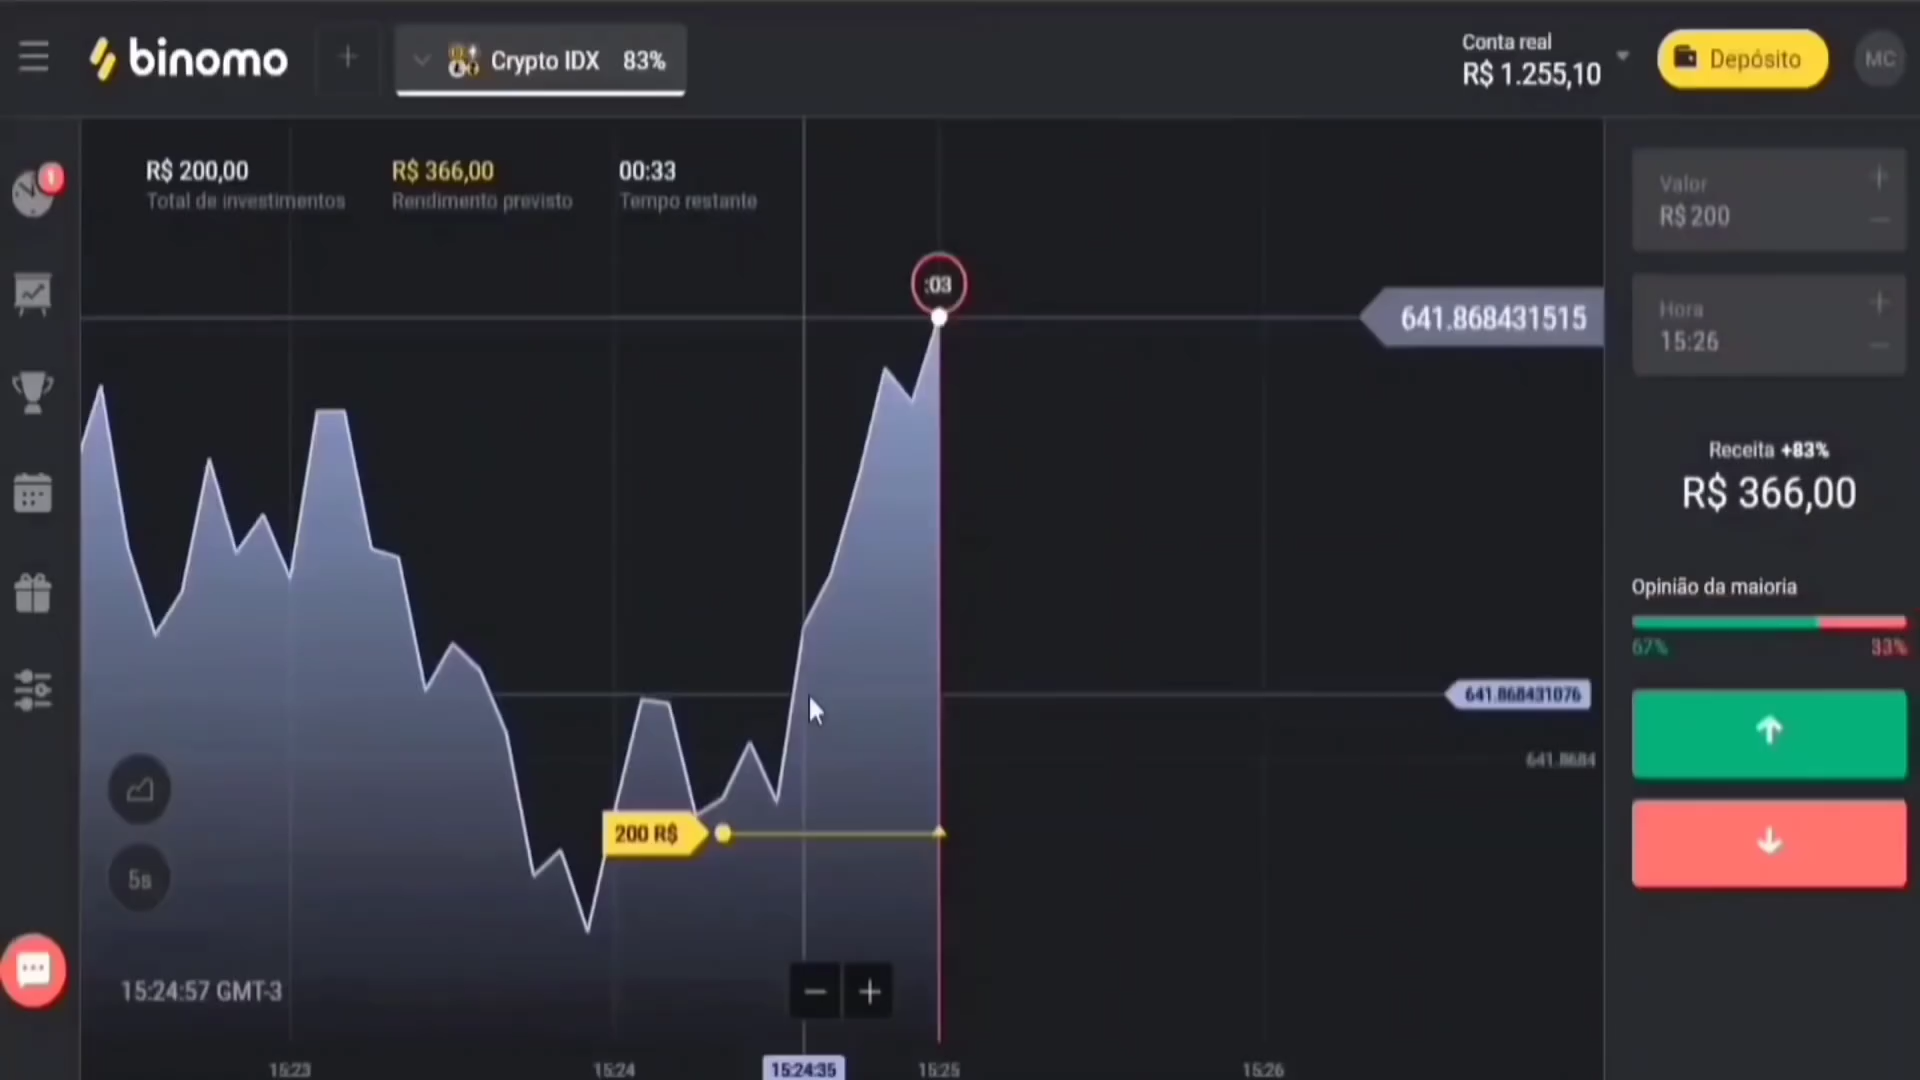 binomo
Crypto IDX 83%
Conta real
R$ 1.255,10
Depósito
MC
1
R$ 200,00
Total de investimentos
R$ 366,00
Rendimento previsto
00:33
Tempo restante
:03
641.868431515
Valor
R$ 200
Hora
15:26
Receita +83%
R$ 366,00
Opinião da maioria
67% 33%
641.868431076
641.8684
200 R$
5s
15:24:57 GMT-3
15:23 15:24 15:24:35 15:25 15:26